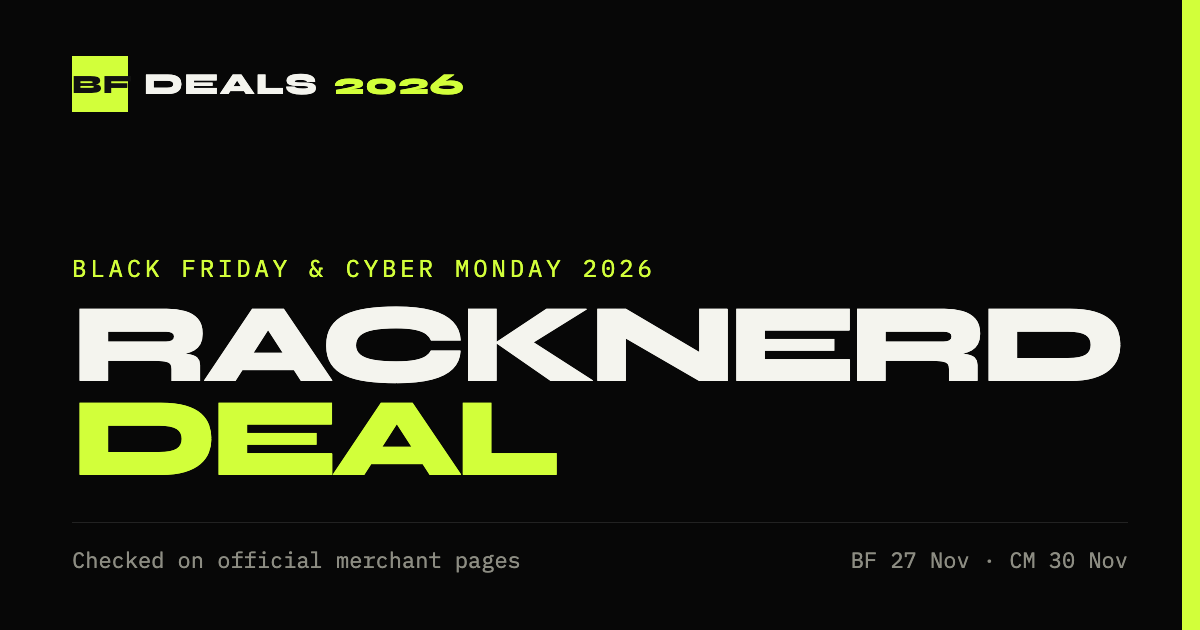 BF DEALS 2026
BLACK FRIDAY & CYBER MONDAY 2026
RACKNERD
DEAL
Checked on official merchant pages
BF 27 Nov · CM 30 Nov